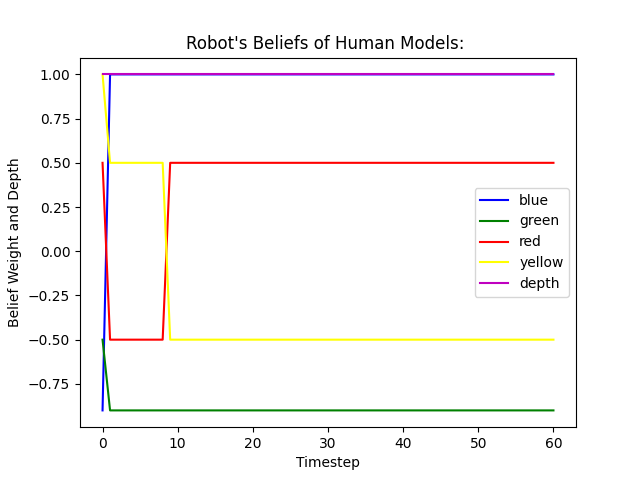 Robot's Beliefs of Human Models:
Belief Weight and Depth
1.00
0.75
0.50
0.25
0.00
−0.25
−0.50
−0.75
blue
green
red
yellow
depth
0 10 20 30 40 50 60
Timestep